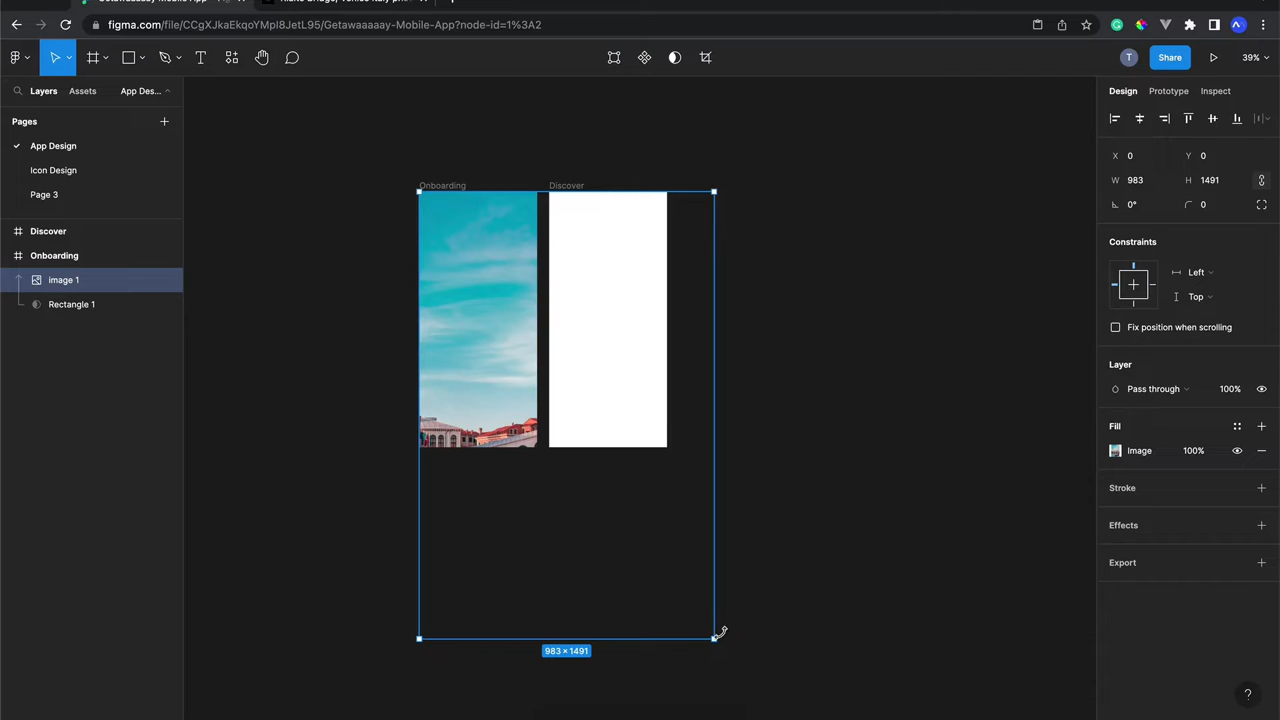 figma.com/file/CCgXJkaEkqoYMpI8JetL95/Getawaaaaay-Mobile-App?node-id=1%3A2
T
Share
39%
Layers
Assets
App Des...
Design
Prototype
Inspect
Pages
App Design
Icon Design
Page 3
Discover
Onboarding
image 1
Rectangle 1
Onboarding
Discover
983 × 1491
X 0
Y 0
W 983
H 1491
0°
0
Constraints
Left
Top
Fix position when scrolling
Layer
Pass through
100%
Fill
Image
100%
Stroke
Effects
Export
?